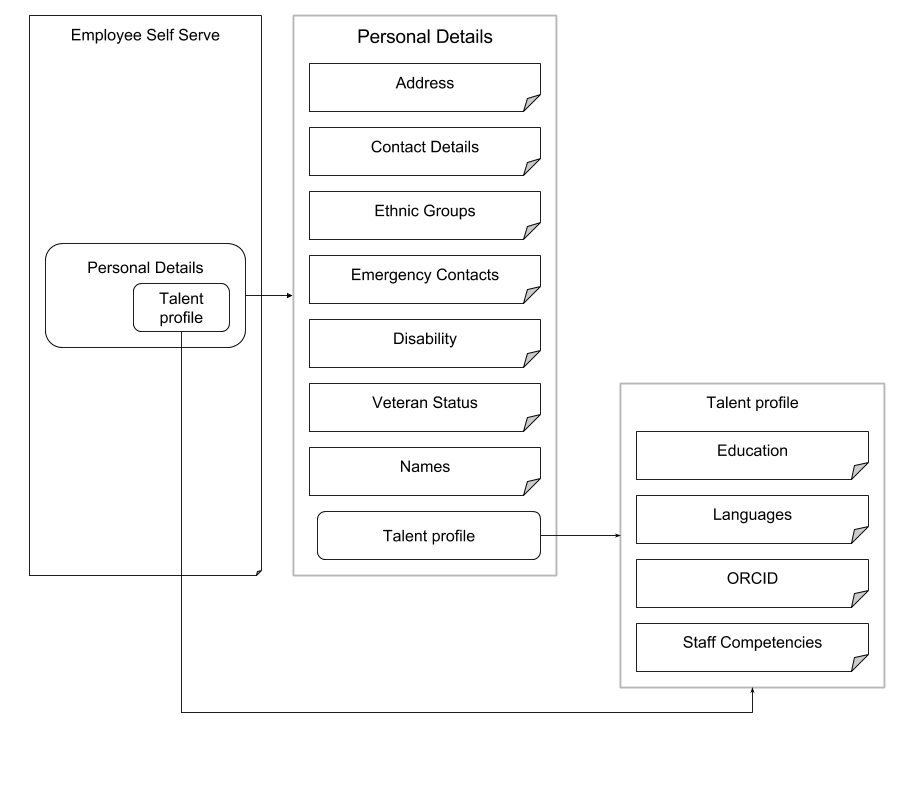 Employee Self Serve
Personal Details
Talent
profile
Personal Details
Address
Contact Details
Ethnic Groups
Emergency Contacts
Disability
Veteran Status
Names
Talent profile
Talent profile
Education
Languages
ORCID
Staff Competencies